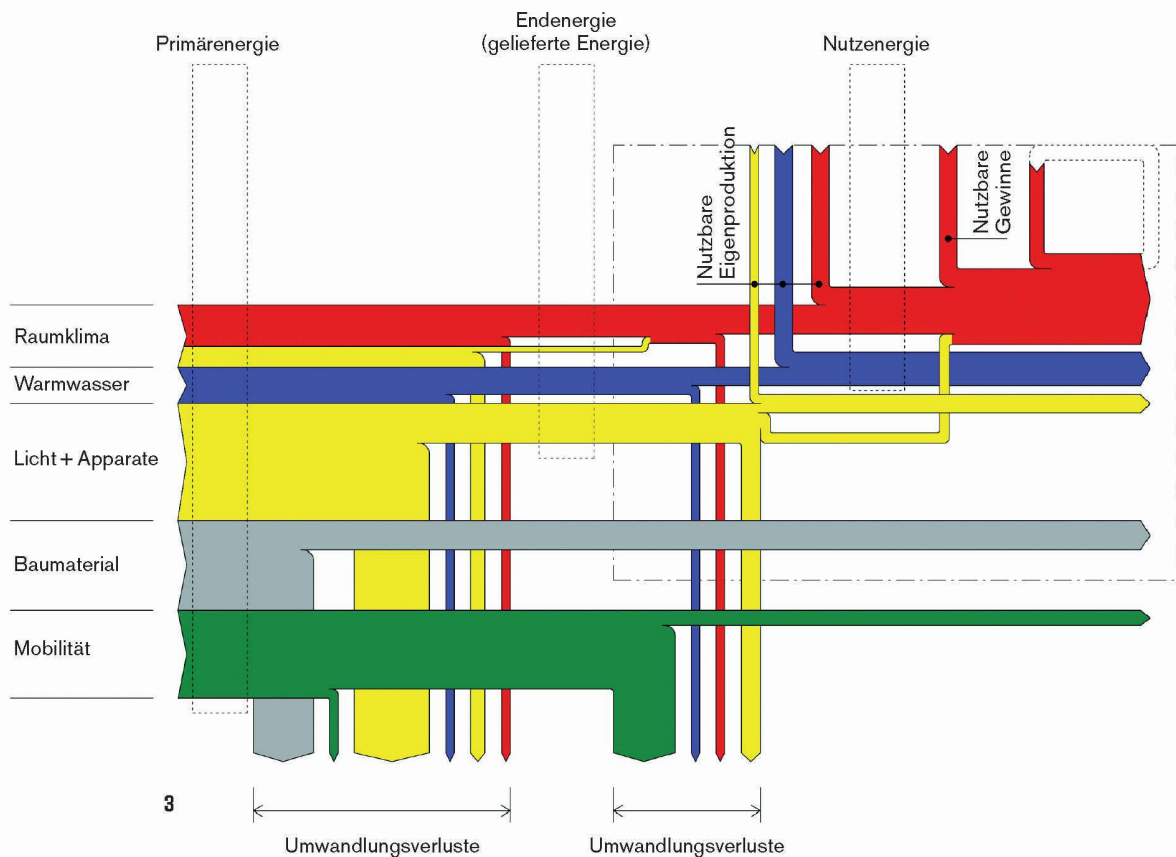 Primärenergie
Endenergie
(gelieferte Energie)
Nutzenergie
Nutzbare
Eigenproduktion
Nutzbare
Gewinne
Raumklima
Warmwasser
Licht + Apparate
Baumaterial
Mobilität
3
Umwandlungsverluste
Umwandlungsverluste